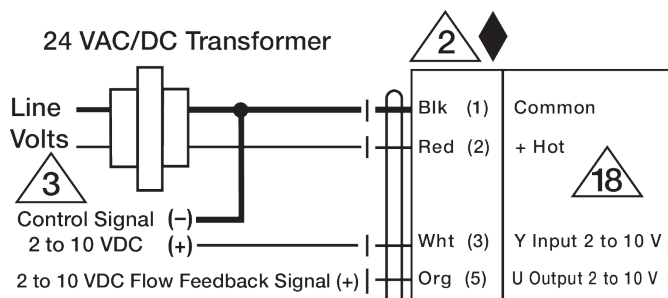 24 VAC/DC Transformer
2
Line
Volts
Blk (1) Common
Red (2) + Hot
3
18
Control Signal (−)
2 to 10 VDC (+)
Wht (3) Y Input 2 to 10 V
2 to 10 VDC Flow Feedback Signal (+)
Org (5) U Output 2 to 10 V